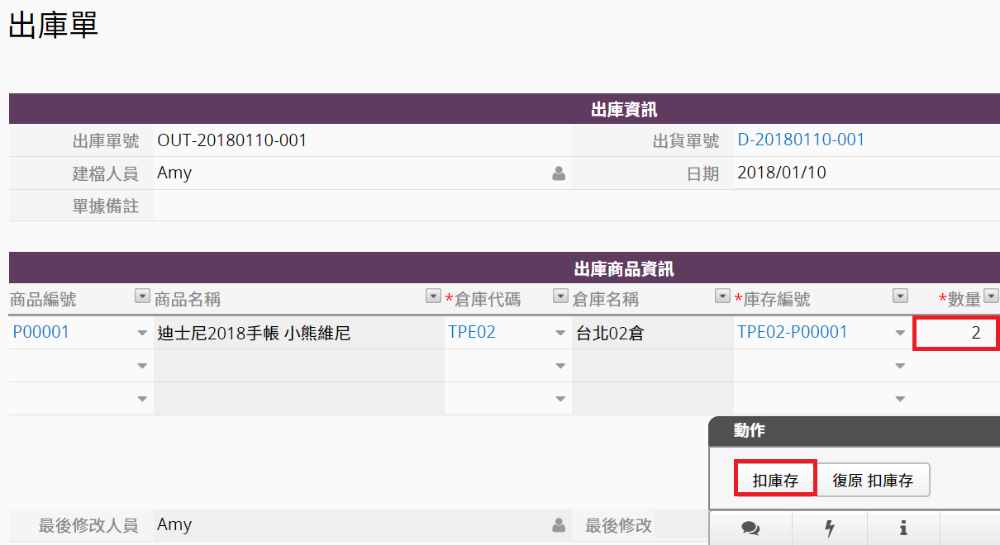 出庫單
出庫資訊
出庫單號 OUT-20180110-001 出貨單號 D-20180110-001
建檔人員 Amy 日期 2018/01/10
單據備註
出庫商品資訊
商品編號 商品名稱 *倉庫代碼 倉庫名稱 *庫存編號 *數量
P00001 迪士尼2018手帳 小熊維尼 TPE02 台北02倉 TPE02-P00001 2
動作
扣庫存 復原 扣庫存
最後修改人員 Amy 最後修改